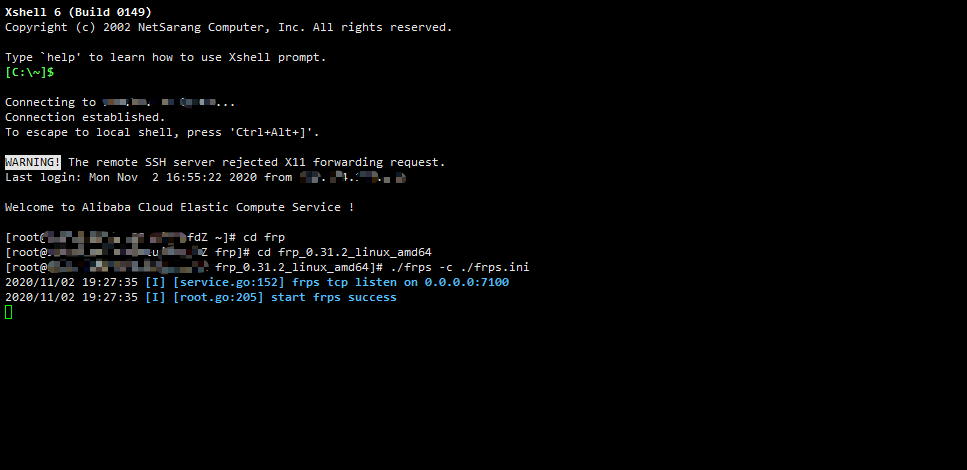 Xshell 6 (Build 0149)
Copyright (c) 2002 NetSarang Computer, Inc. All rights reserved.
Type `help' to learn how to use Xshell prompt.
[C:\~]$
Connecting to ...
Connection established.
To escape to local shell, press 'Ctrl+Alt+]'.
WARNING! The remote SSH server rejected X11 forwarding request.
Last login: Mon Nov  2 16:55:22 2020 from
Welcome to Alibaba Cloud Elastic Compute Service !
[root@ fdZ ~]# cd frp
[root@ Z frp]# cd frp_0.31.2_linux_amd64
[root@ frp_0.31.2_linux_amd64]# ./frps -c ./frps.ini
2020/11/02 19:27:35 [I] [service.go:152] frps tcp listen on 0.0.0.0:7100
2020/11/02 19:27:35 [I] [root.go:205] start frps success